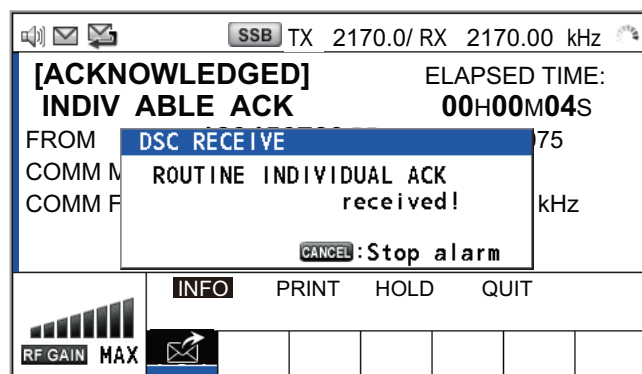 SSB TX 2170.0/ RX 2170.00 kHz
[ACKNOWLEDGED] ELAPSED TIME:
INDIV ABLE ACK 00H00M04S
FROM 075
DSC RECEIVE
COMM M
ROUTINE INDIVIDUAL ACK
COMM F kHz
received!
CANCEL:Stop alarm
INFO PRINT HOLD QUIT
RF GAIN MAX